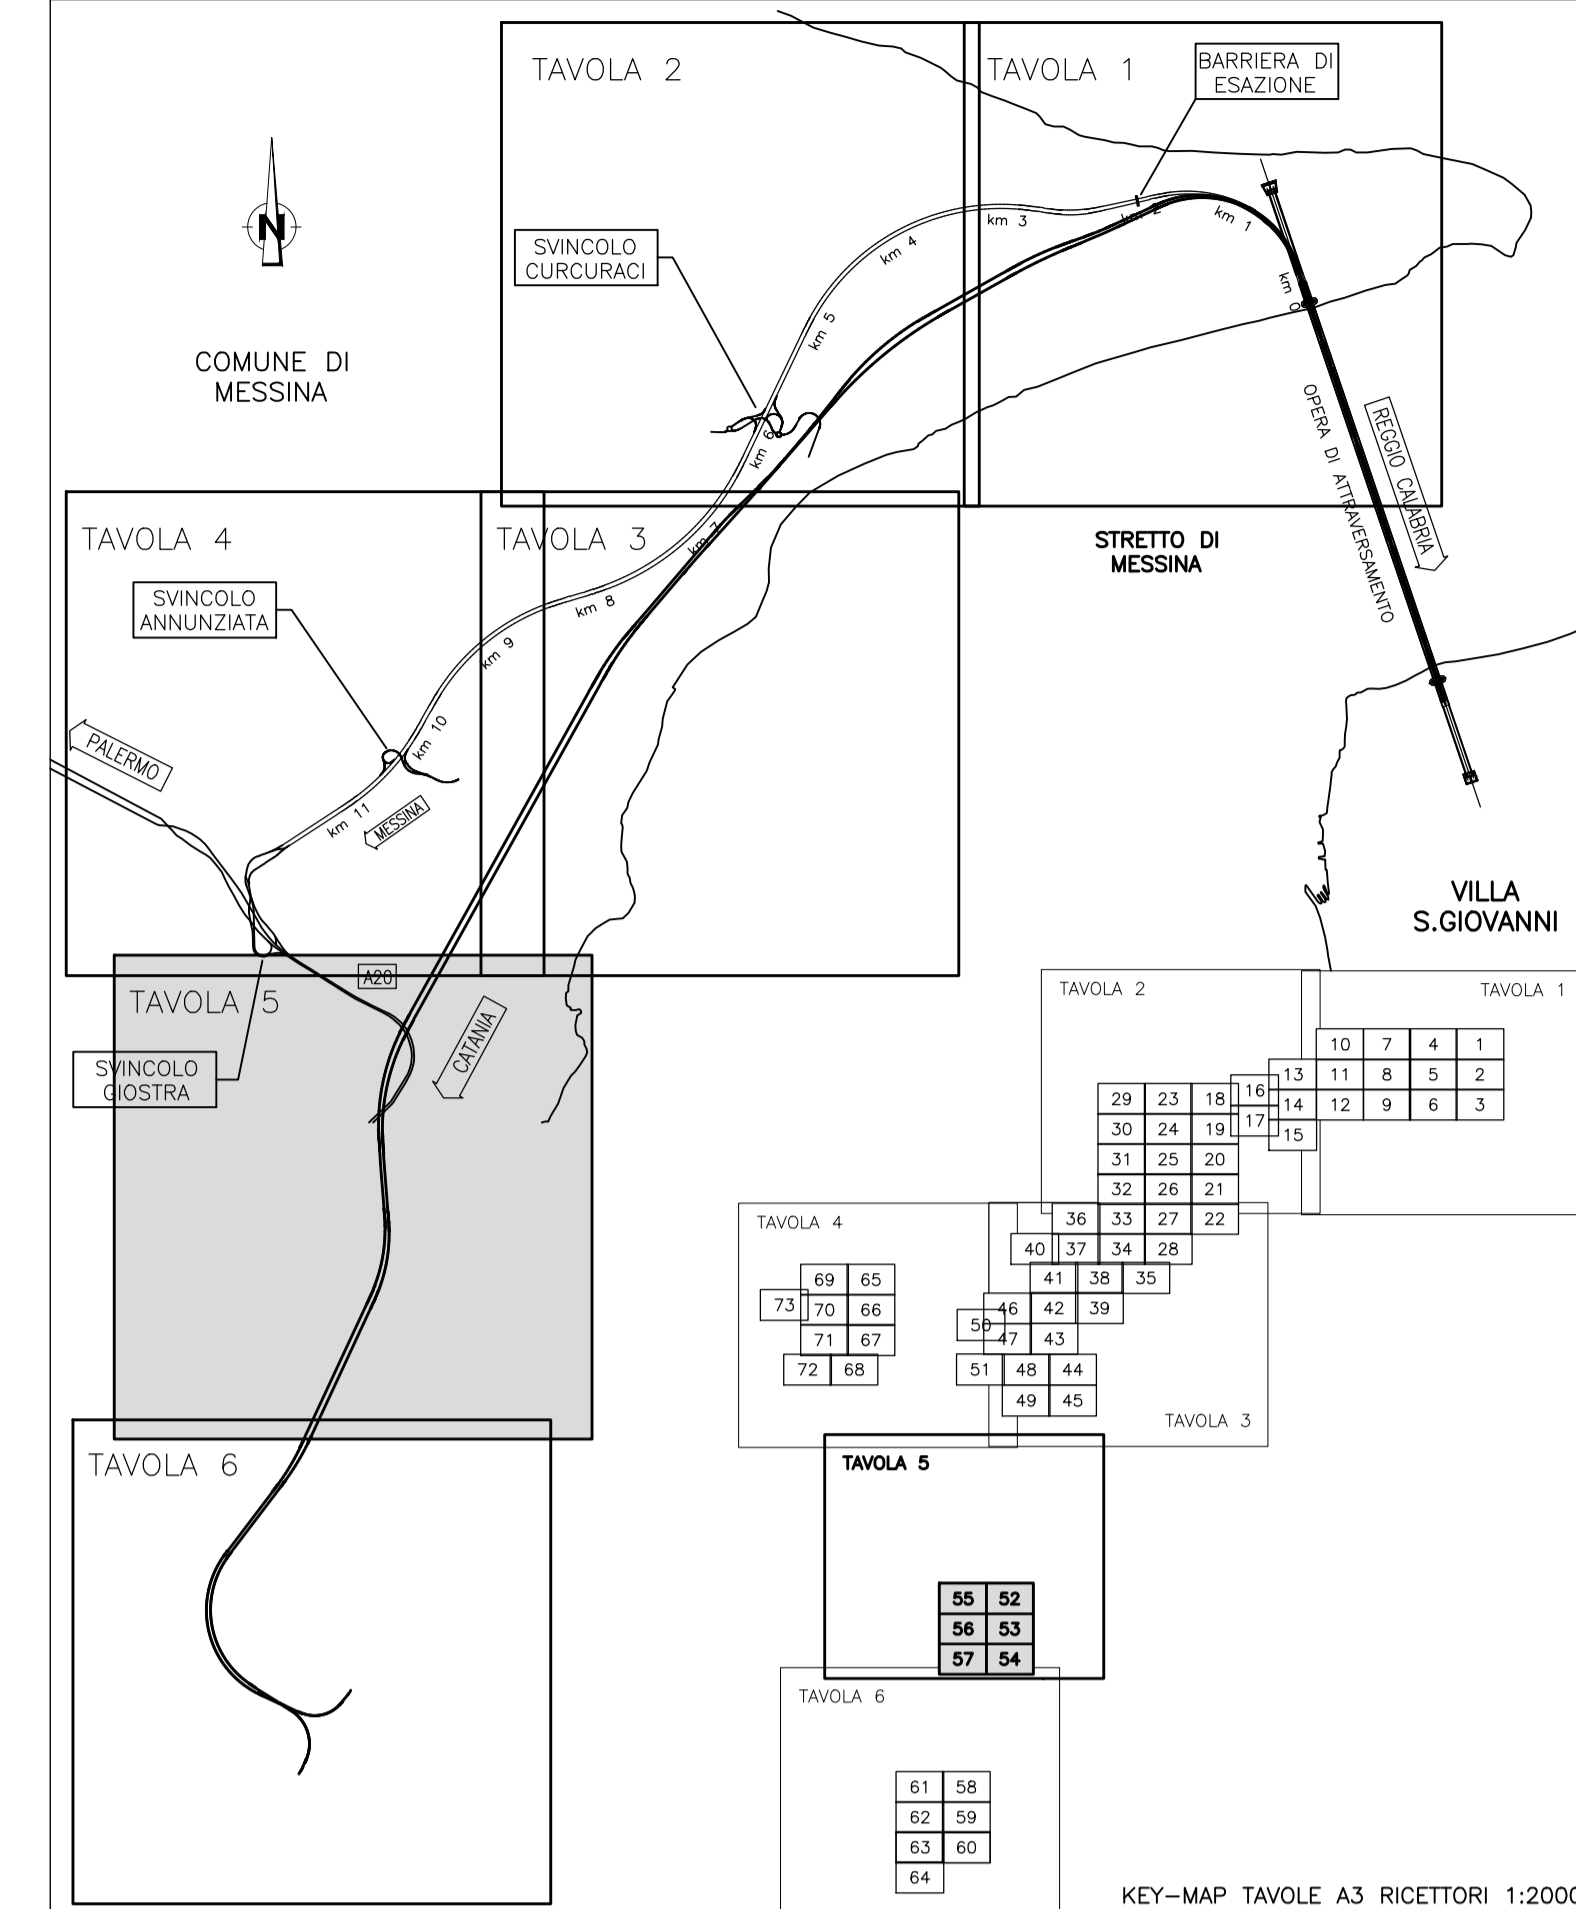 TAVOLA 2
TAVOLA 1
BARRIERA DI
ESAZIONE
N
SVINCOLO
CURCURACI
COMUNE DI
MESSINA
km 0
km 1
km 2
km 3
km 4
km 5
km 6
km 7
km 8
km 9
km 10
km 11
OPERA DI ATTRAVERSAMENTO
REGGIO CALABRIA
TAVOLA 4
TAVOLA 3
STRETTO DI
MESSINA
SVINCOLO
ANNUNZIATA
PALERMO
MESSINA
VILLA
S.GIOVANNI
A20
TAVOLA 5
CATANIA
SVINCOLO
GIOSTRA
TAVOLA 6
TAVOLA 2
TAVOLA 1
10 7 4 1
13 11 8 5 2
14 12 9 6 3
15
16
17
29 23 18
30 24 19
31 25 20
32 26 21
36 33 27 22
40 37 34 28
41 38 35
46 42 39
50
47 43
51 48 44
49 45
TAVOLA 4
69 65
73 70 66
71 67
72 68
TAVOLA 3
TAVOLA 5
55 52
56 53
57 54
TAVOLA 6
61 58
62 59
63 60
64
KEY-MAP TAVOLE A3 RICETTORI 1:2000